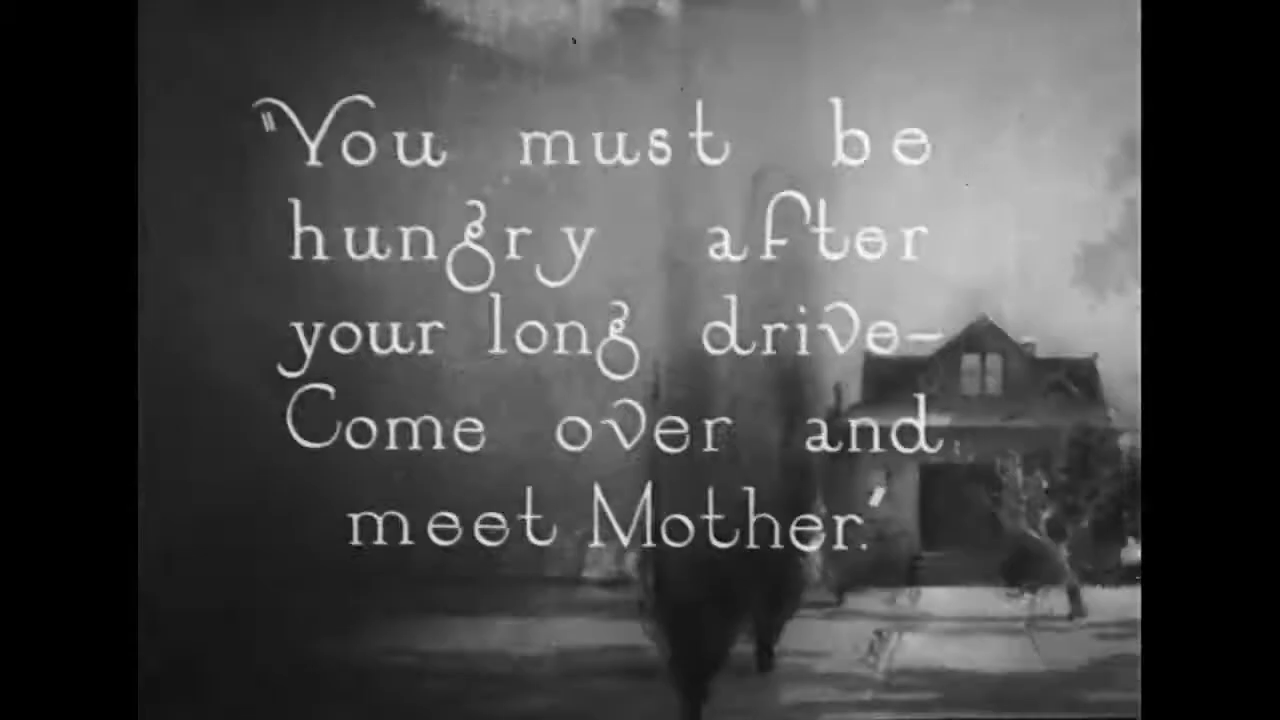 "You must be
hungry after
your long drive—
Come over and
meet Mother."